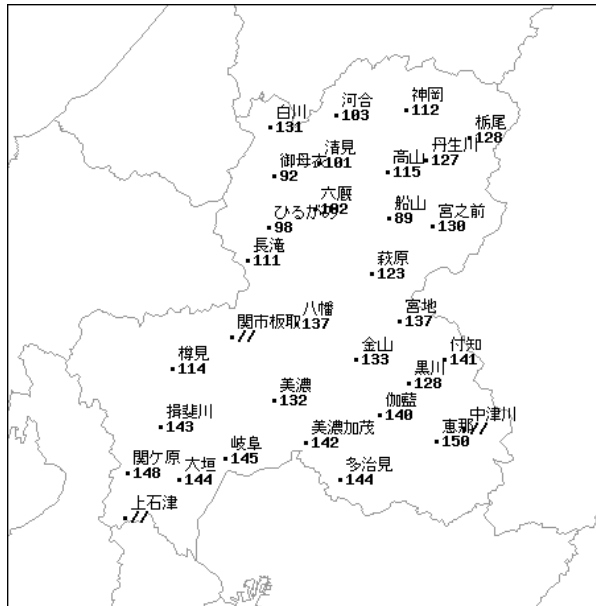 神岡
112
河合
103
白川
131
栃尾
128
丹生川
127
清見
101
高山
115
御母衣
92
六厩
102
船山
89
宮之前
130
ひるがの
98
長滝
111
萩原
123
八幡
137
宮地
137
関市板取
//
金山
133
付知
141
樽見
114
黒川
128
美濃
132
伽藍
140
中津川
//
揖斐川
143
恵那
150
美濃加茂
142
岐阜
145
関ケ原
148
大垣
144
多治見
144
上石津
//